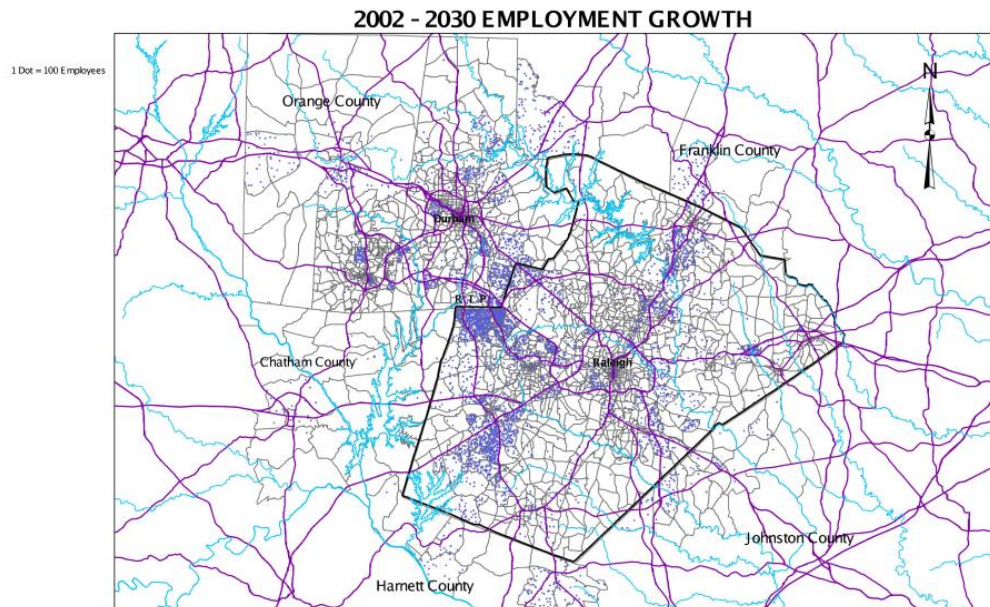 2002 - 2030 EMPLOYMENT GROWTH
1 Dot = 100 Employees
N
Orange County
Franklin County
Durham
R.T.P.
Chatham County
Raleigh
Johnston County
Harnett County